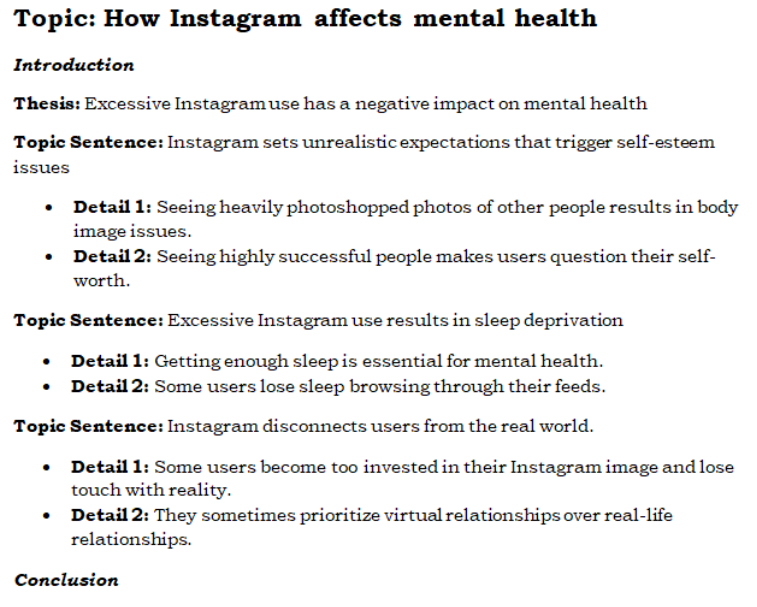 Topic: How Instagram affects mental health
Introduction
Thesis: Excessive Instagram use has a negative impact on mental health
Topic Sentence: Instagram sets unrealistic expectations that trigger self-esteem
issues
• Detail 1: Seeing heavily photoshopped photos of other people results in body
image issues.
• Detail 2: Seeing highly successful people makes users question their self-
worth.
Topic Sentence: Excessive Instagram use results in sleep deprivation
• Detail 1: Getting enough sleep is essential for mental health.
• Detail 2: Some users lose sleep browsing through their feeds.
Topic Sentence: Instagram disconnects users from the real world.
• Detail 1: Some users become too invested in their Instagram image and lose
touch with reality.
• Detail 2: They sometimes prioritize virtual relationships over real-life
relationships.
Conclusion